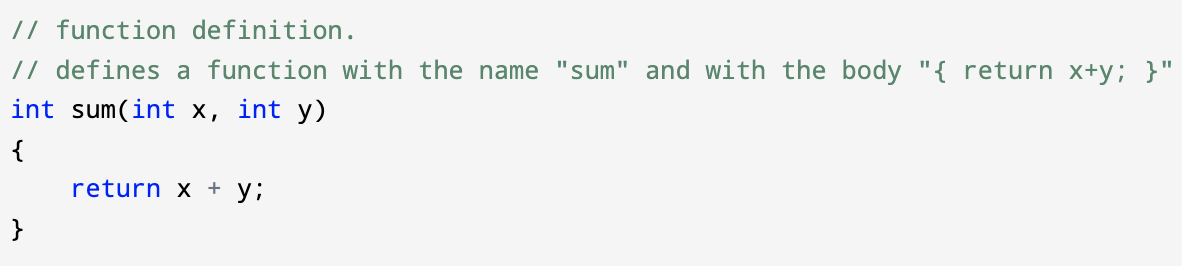 // function definition.
// defines a function with the name "sum" and with the body "{ return x+y; }"
int sum(int x, int y)
{
    return x + y;
}